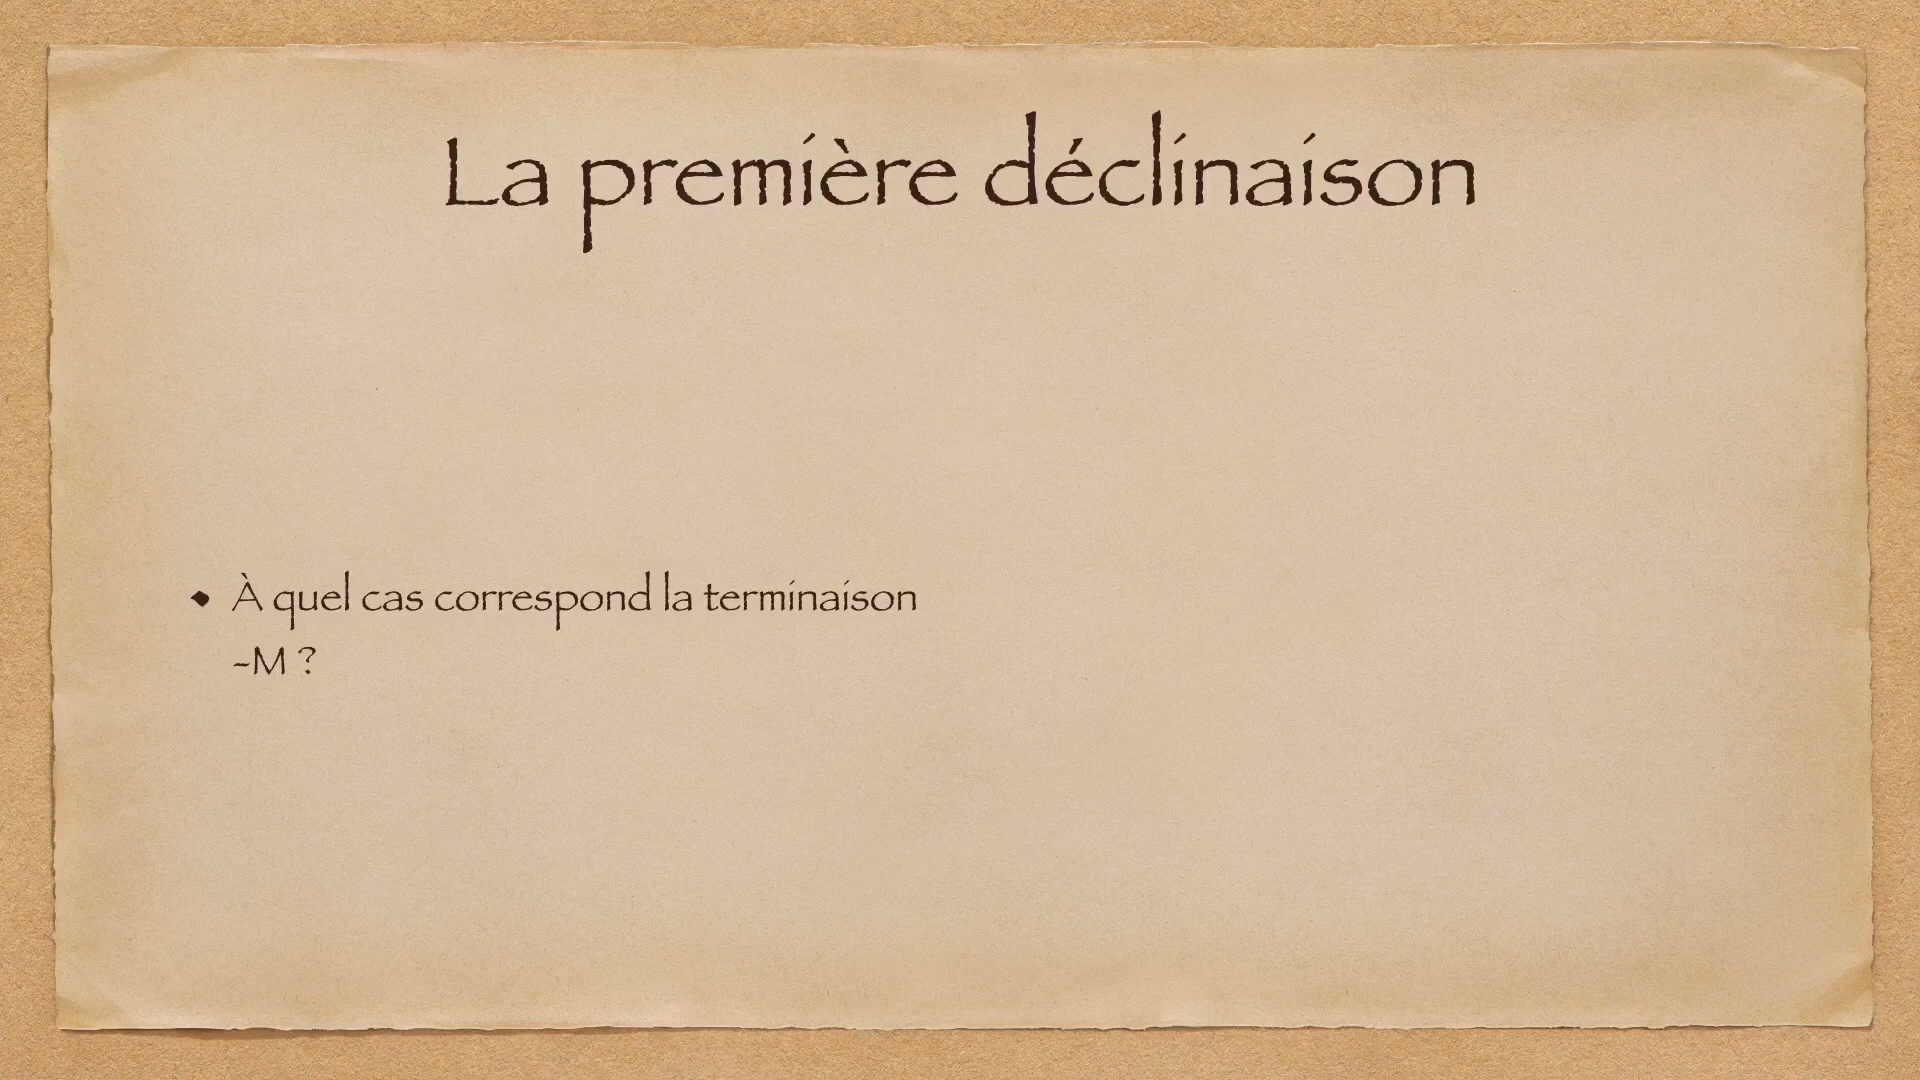 La première déclinaison
• À quel cas correspond la terminaison
-M ?